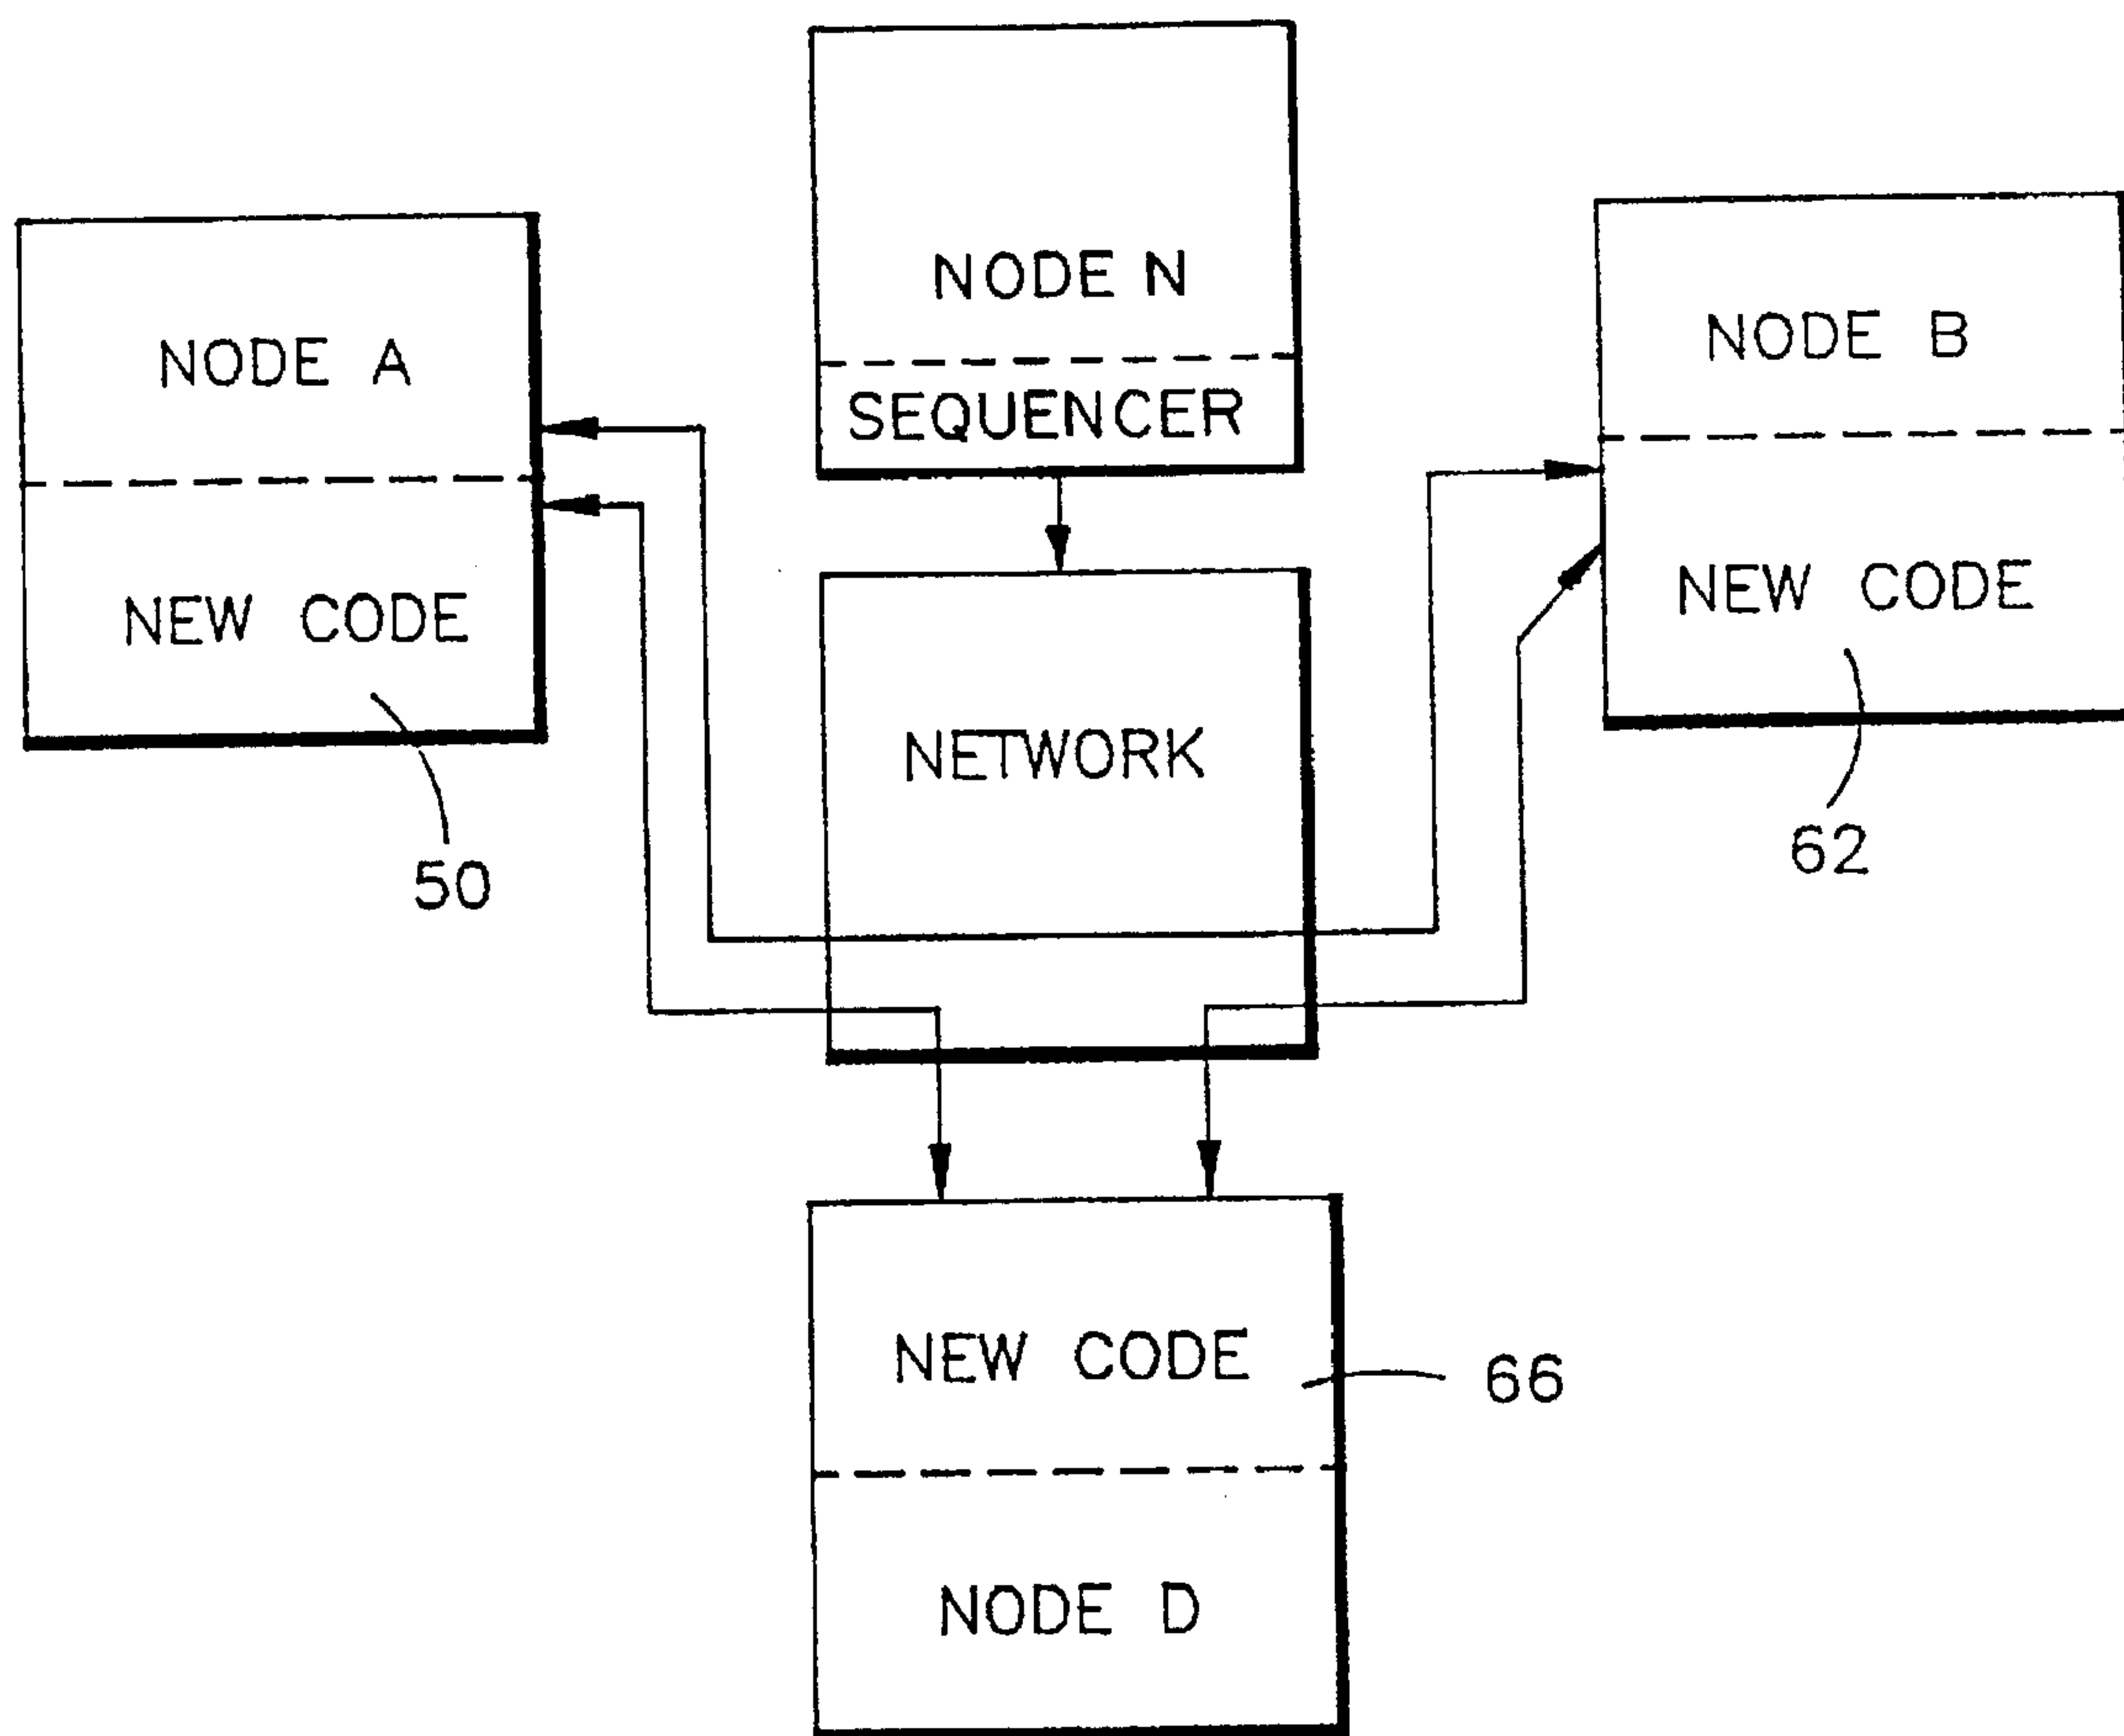 NODE N
SEQUENCER
NODE A
NEW CODE
50
NODE B
NEW CODE
62
NETWORK
NEW CODE
66
NODE D